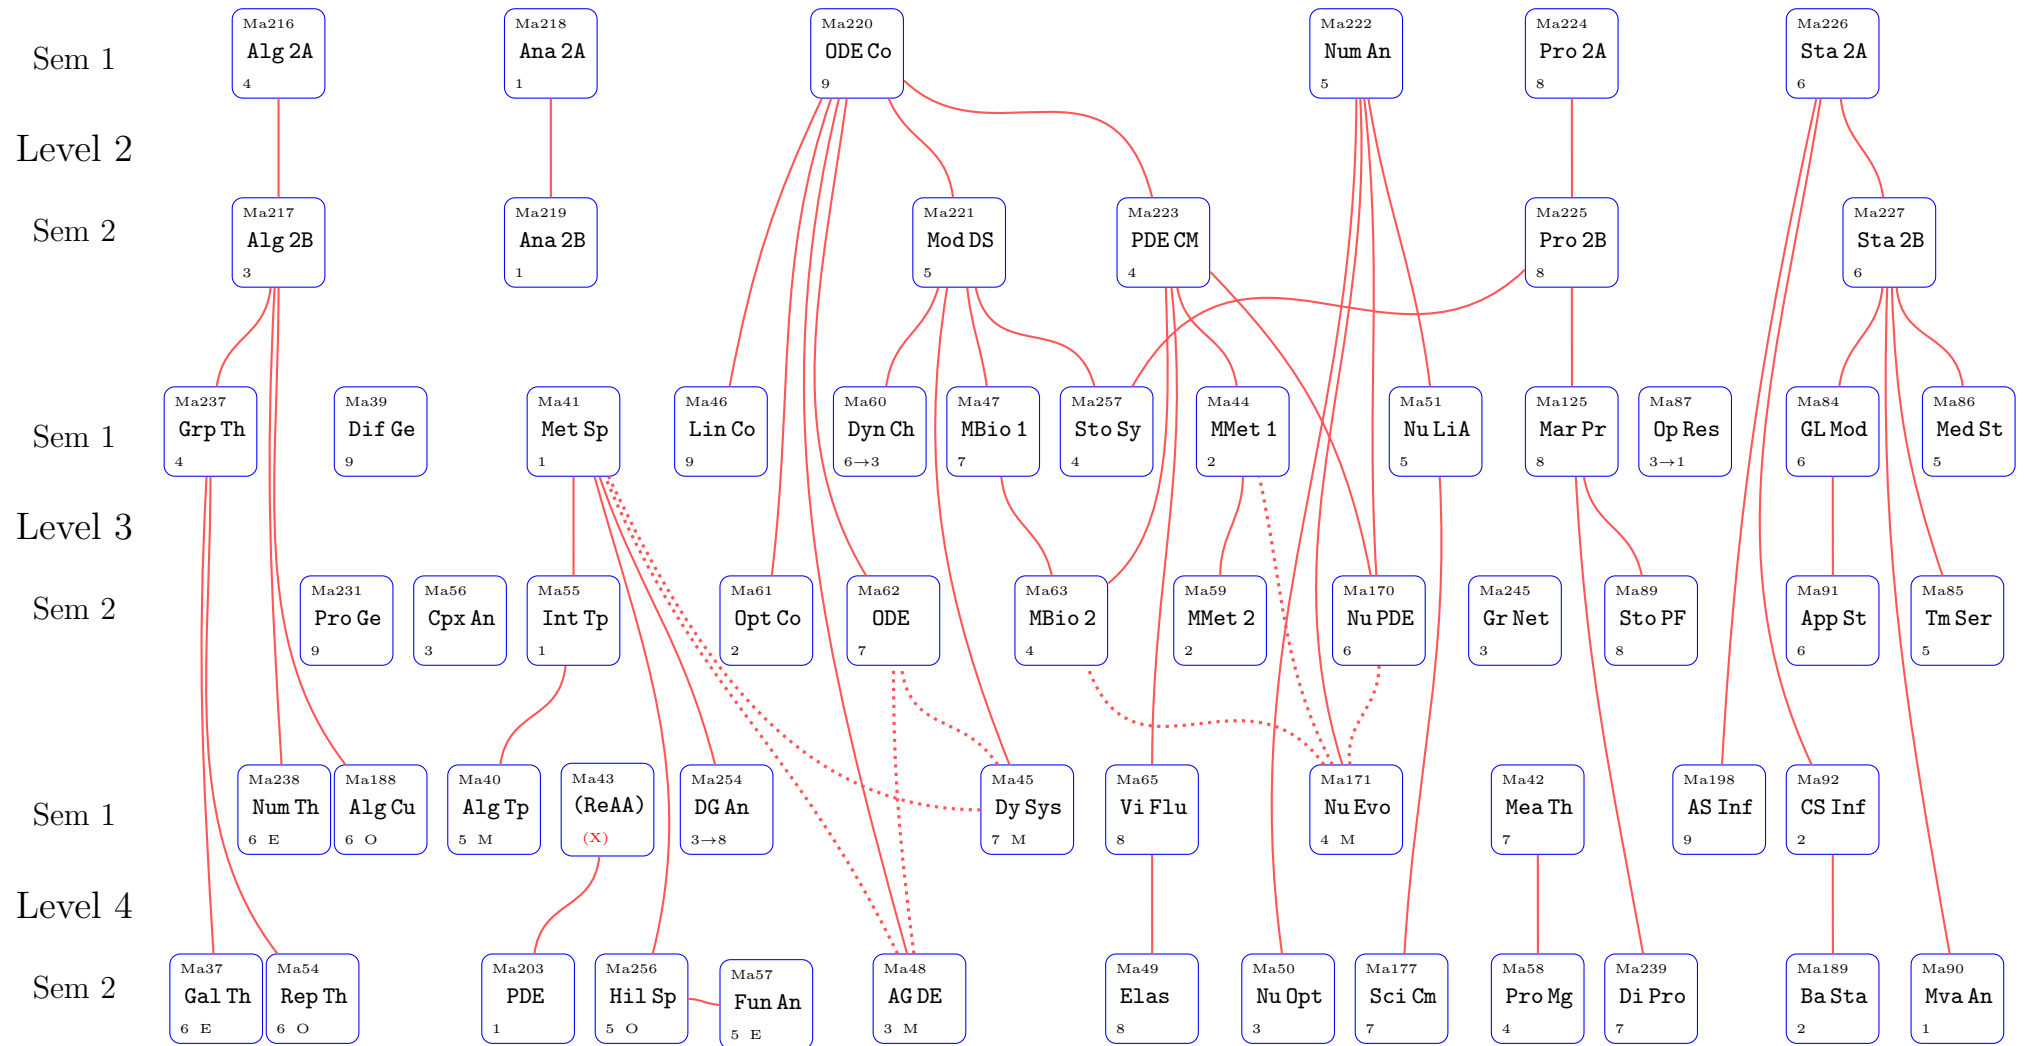 Sem 1
Ma216
Alg 2A
4
Ma218
Ana 2A
1
Ma220
ODE Co
9
Ma222
Num An
5
Ma224
Pro 2A
8
Ma226
Sta 2A
6
Level 2
Sem 2
Ma217
Alg 2B
3
Ma219
Ana 2B
1
Ma221
Mod DS
5
Ma223
PDE CM
4
Ma225
Pro 2B
8
Ma227
Sta 2B
6
Sem 1
Ma237
Grp Th
4
Ma39
Dif Ge
9
Ma41
Met Sp
1
Ma46
Lin Co
9
Ma60
Dyn Ch
6→3
Ma47
MBio 1
7
Ma257
Sto Sy
4
Ma44
MMet 1
2
Ma51
Nu LiA
5
Ma125
Mar Pr
8
Ma87
Op Res
3→1
Ma84
GL Mod
6
Ma86
Med St
5
Level 3
Sem 2
Ma231
Pro Ge
9
Ma56
Cpx An
3
Ma55
Int Tp
1
Ma61
Opt Co
2
Ma62
ODE
7
Ma63
MBio 2
4
Ma59
MMet 2
2
Ma170
Nu PDE
6
Ma245
Gr Net
3
Ma89
Sto PF
8
Ma91
App St
6
Ma85
Tm Ser
5
Sem 1
Ma238
Num Th
6 E
Ma188
Alg Cu
6 O
Ma40
Alg Tp
5 M
Ma43
(ReAA)
(X)
Ma254
DG An
3→8
Ma45
Dy Sys
7 M
Ma65
Vi Flu
8
Ma171
Nu Evo
4 M
Ma42
Mea Th
7
Ma198
AS Inf
9
Ma92
CS Inf
2
Level 4
Sem 2
Ma37
Gal Th
6 E
Ma54
Rep Th
6 O
Ma203
PDE
1
Ma256
Hil Sp
5 O
Ma57
Fun An
5 E
Ma48
AG DE
3 M
Ma49
Elas
8
Ma50
Nu Opt
3
Ma177
Sci Cm
7
Ma58
Pro Mg
4
Ma239
Di Pro
7
Ma189
Ba Sta
2
Ma90
Mva An
1